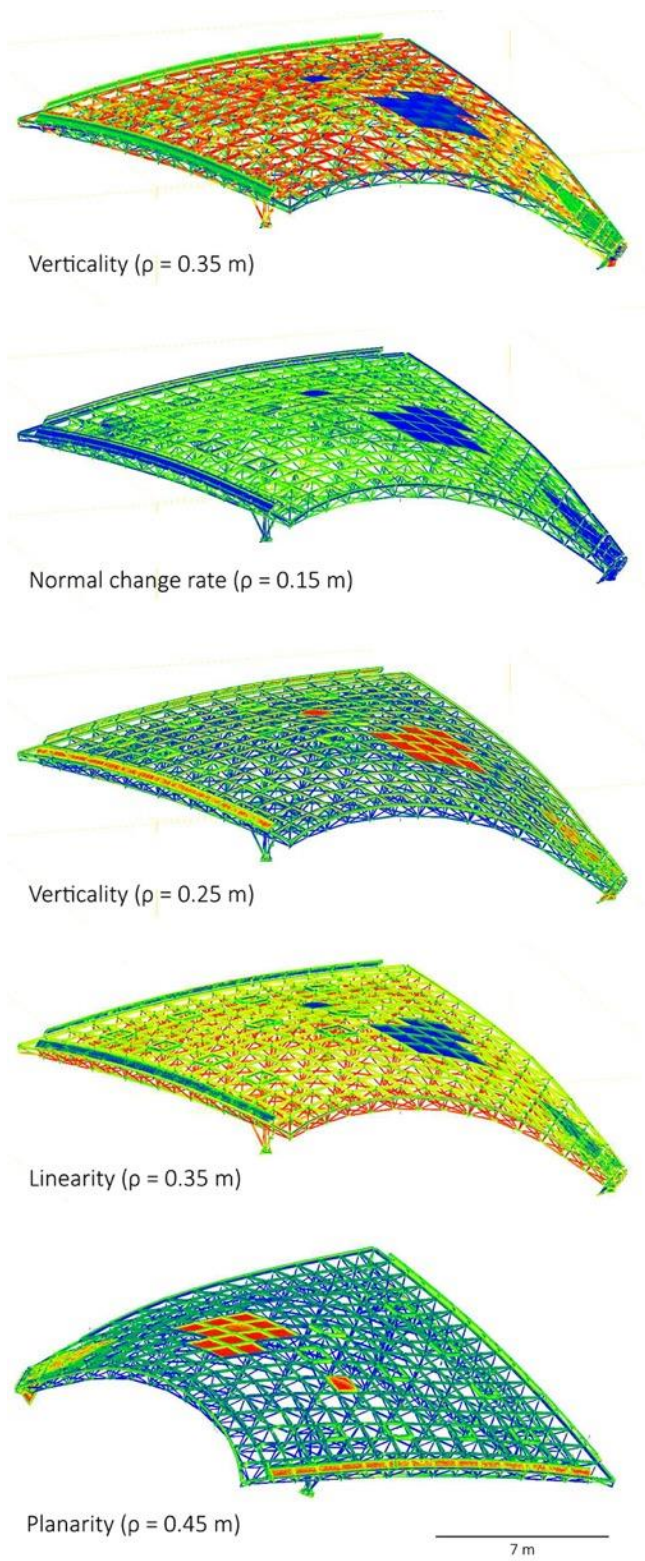 Verticality (ρ = 0.35 m)
Normal change rate (ρ = 0.15 m)
Verticality (ρ = 0.25 m)
Linearity (ρ = 0.35 m)
Planarity (ρ = 0.45 m)
7 m